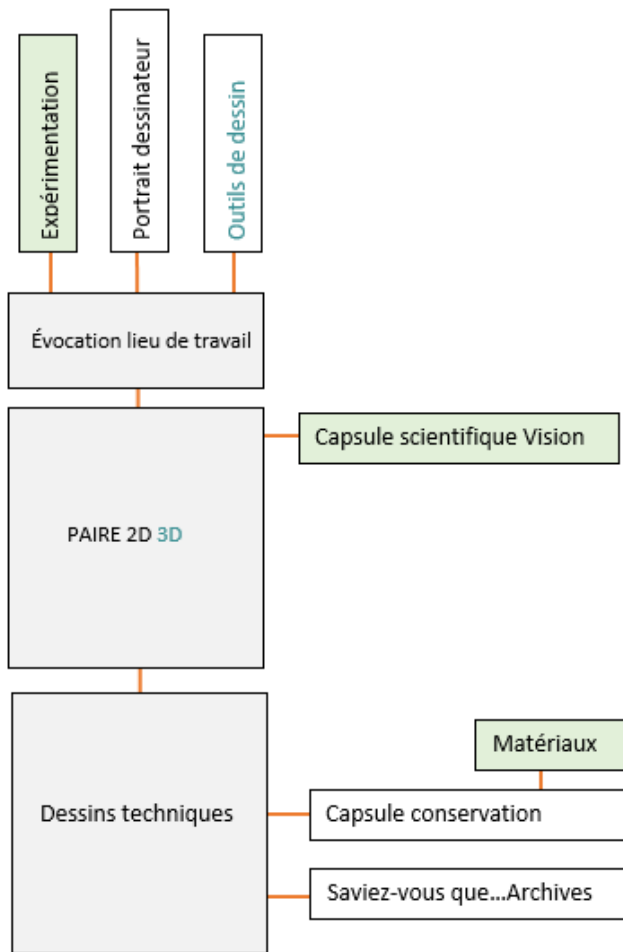 Expérimentation
Portrait dessinateur
Outils de dessin
Évocation lieu de travail
Capsule scientifique Vision
PAIRE 2D 3D
Matériaux
Dessins techniques
Capsule conservation
Saviez-vous que...Archives